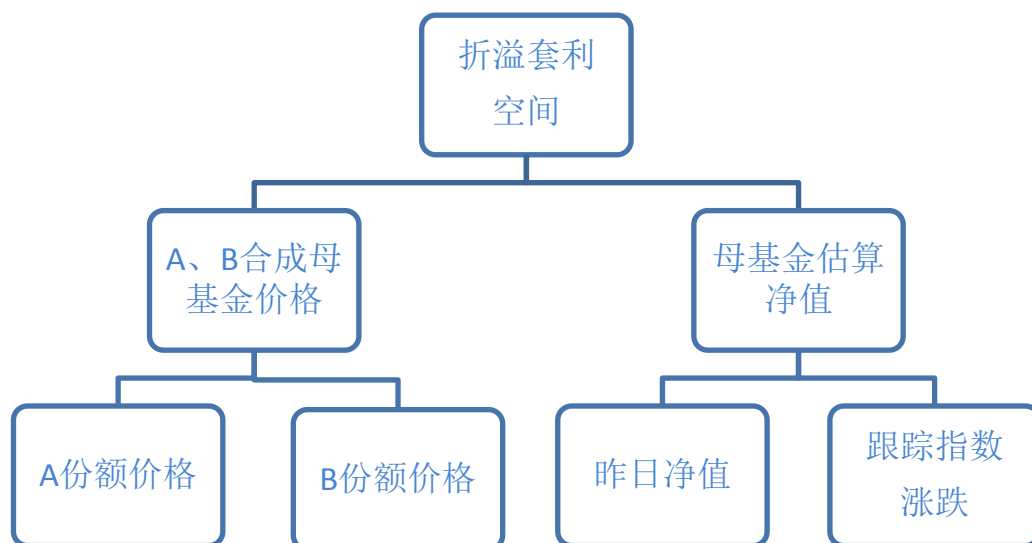 折溢套利
空间
A、B合成母
基金价格
母基金估算
净值
A份额价格
B份额价格
昨日净值
跟踪指数
涨跌